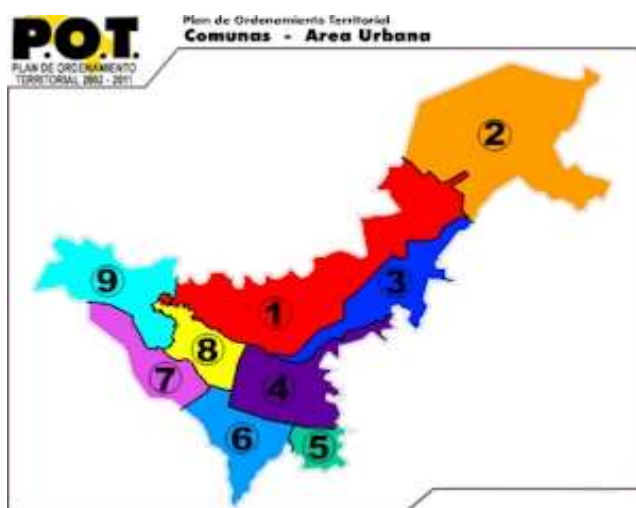 P.O.T.
PLAN DE ORDENAMIENTO
TERRITORIAL 2002 - 2011
Plan de Ordenamiento Territorial
Comunas - Area Urbana
2
9
3
1
8
7
4
6
5